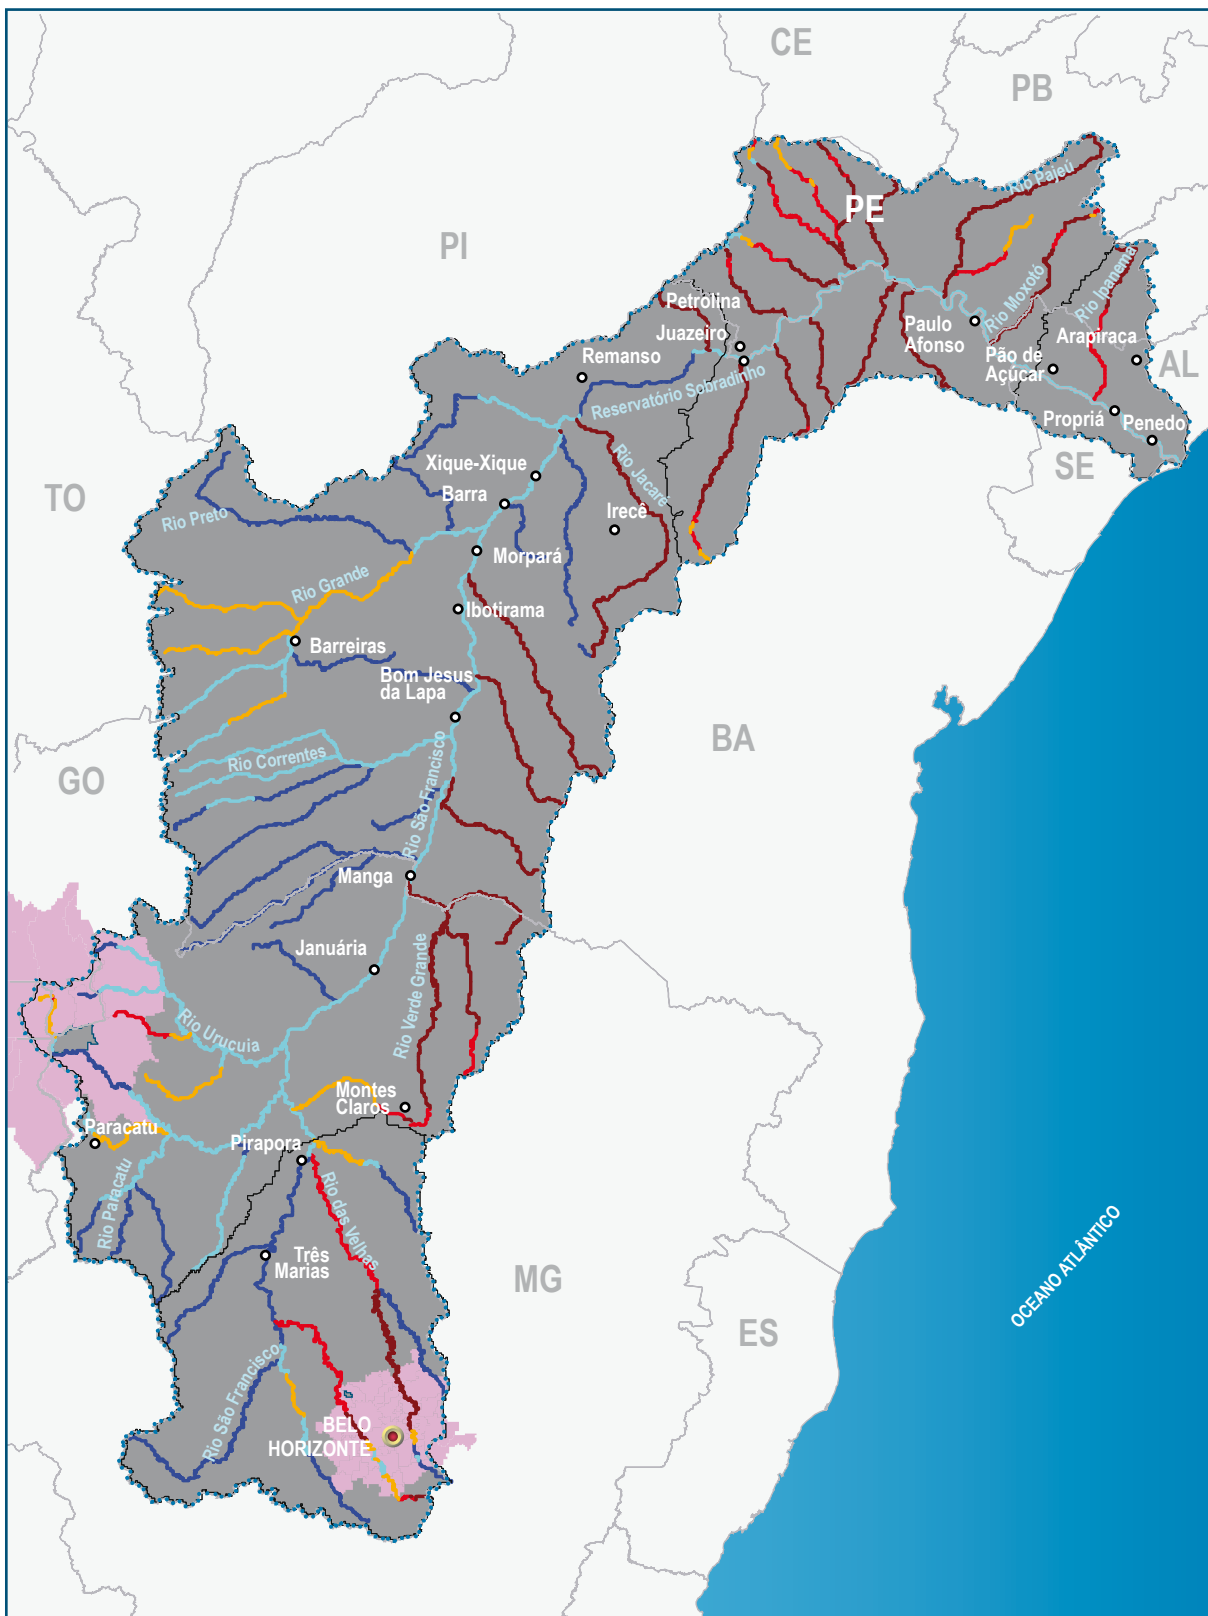 CE
PB
PI
PE
Rio Pajeú
Rio Moxotó
Rio Ipanema
Petrolina
Juazeiro
Remanso
Reservatório Sobradinho
Paulo
Afonso
Pão de
Açúcar
Arapiraca
AL
Propriá
Penedo
SE
TO
Xique-Xique
Barra
Rio Jacaré
Irecê
Rio Preto
Morpará
Rio Grande
Ibotirama
Barreiras
Bom Jesus
da Lapa
BA
GO
Rio Correntes
Rio São Francisco
Manga
Januária
Rio Verde Grande
Rio Urucuia
Montes
Claros
Paracatu
Pirapora
Rio Paracatu
Rio das Velhas
Três
Marias
MG
ES
OCEANO ATLÂNTICO
Rio São Francisco
BELO
HORIZONTE